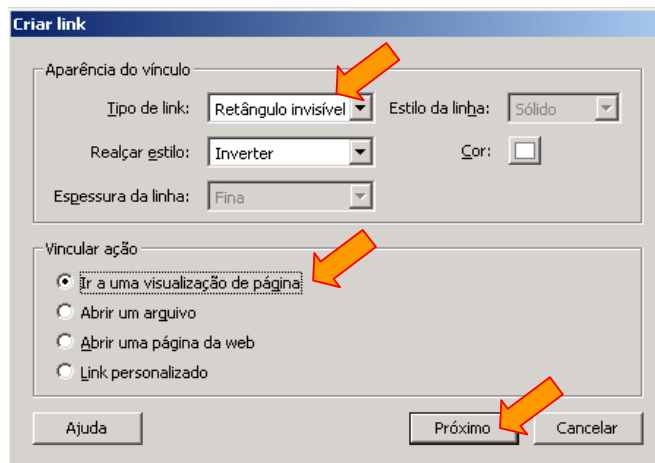 Criar link
Aparência do vínculo
Tipo de link: Retângulo invisível Estilo da linha: Sólido
Realçar estilo: Inverter Cor:
Espessura da linha: Fina
Vincular ação
Ir a uma visualização de página
Abrir um arquivo
Abrir uma página da web
Link personalizado
Ajuda Próximo Cancelar